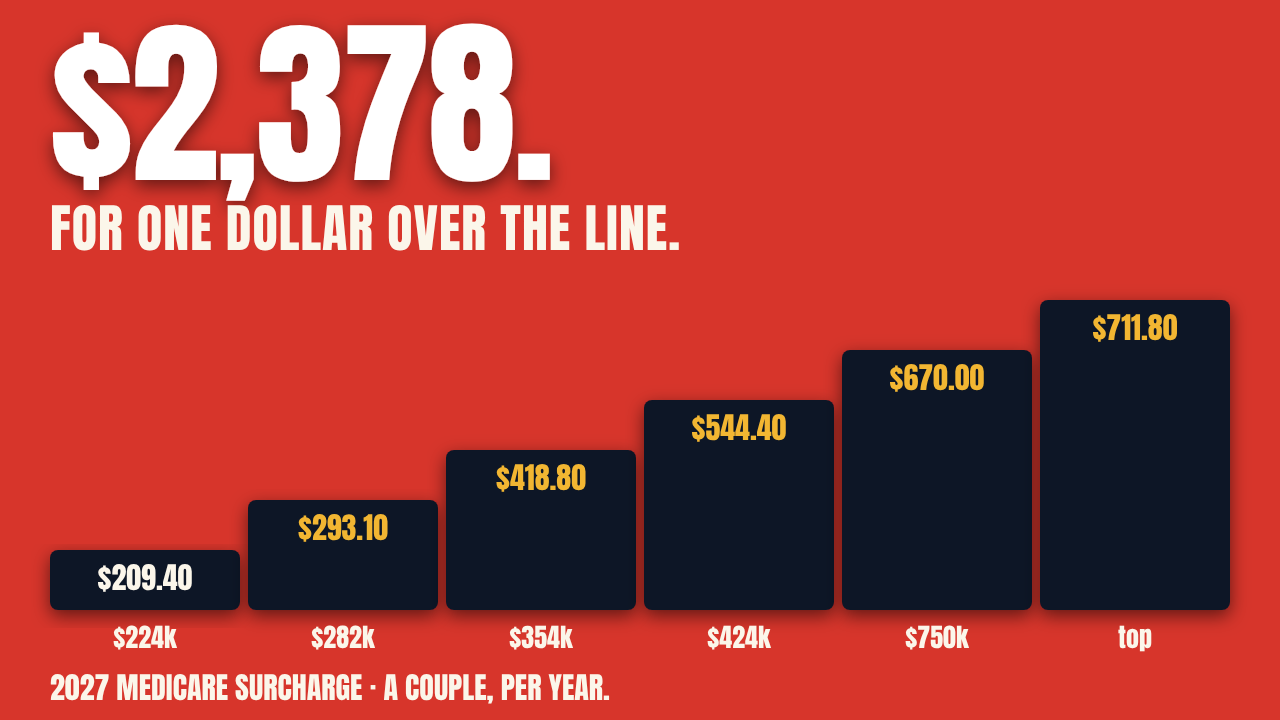 $2,378.
FOR ONE DOLLAR OVER THE LINE.
$209.40
$293.10
$418.80
$544.40
$670.00
$711.80
$224k
$282k
$354k
$424k
$750k
top
2027 MEDICARE SURCHARGE · A COUPLE, PER YEAR.